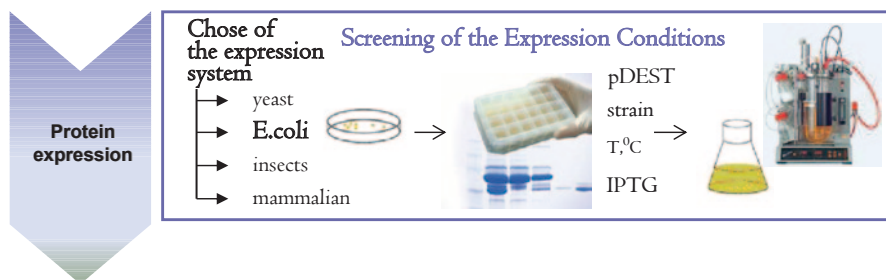 Protein
expression
Chose of
the expression
system
yeast
E.coli
insects
mammalian
Screening of the Expression Conditions
pDEST
strain
T,⁰C
IPTG